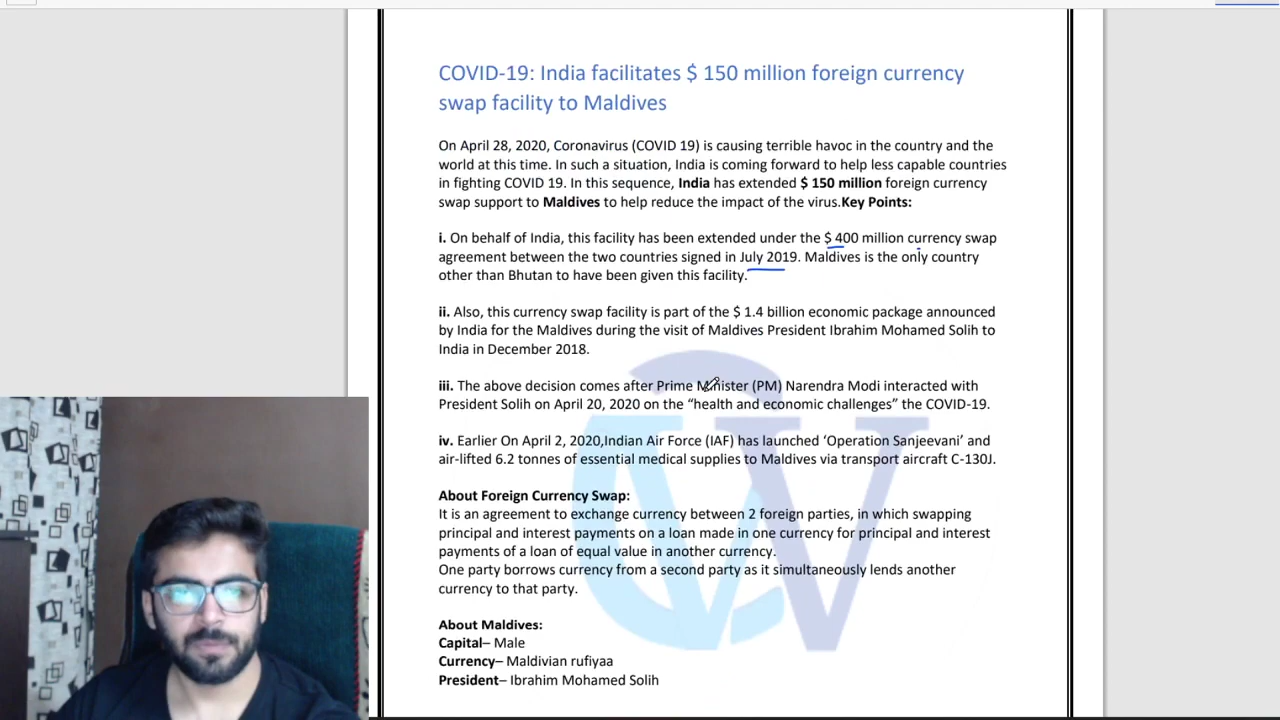 COVID-19: India facilitates $ 150 million foreign currency
swap facility to Maldives
On April 28, 2020, Coronavirus (COVID 19) is causing terrible havoc in the country and the
world at this time. In such a situation, India is coming forward to help less capable countries
in fighting COVID 19. In this sequence, India has extended $ 150 million foreign currency
swap support to Maldives to help reduce the impact of the virus.Key Points:
i. On behalf of India, this facility has been extended under the $ 400 million currency swap
agreement between the two countries signed in July 2019. Maldives is the only country
other than Bhutan to have been given this facility.
ii. Also, this currency swap facility is part of the $ 1.4 billion economic package announced
by India for the Maldives during the visit of Maldives President Ibrahim Mohamed Solih to
India in December 2018.
iii. The above decision comes after Prime Minister (PM) Narendra Modi interacted with
President Solih on April 20, 2020 on the “health and economic challenges” the COVID-19.
iv. Earlier On April 2, 2020,Indian Air Force (IAF) has launched ‘Operation Sanjeevani’ and
air-lifted 6.2 tonnes of essential medical supplies to Maldives via transport aircraft C-130J.
About Foreign Currency Swap:
It is an agreement to exchange currency between 2 foreign parties, in which swapping
principal and interest payments on a loan made in one currency for principal and interest
payments of a loan of equal value in another currency.
One party borrows currency from a second party as it simultaneously lends another
currency to that party.
About Maldives:
Capital– Male
Currency– Maldivian rufiyaa
President– Ibrahim Mohamed Solih